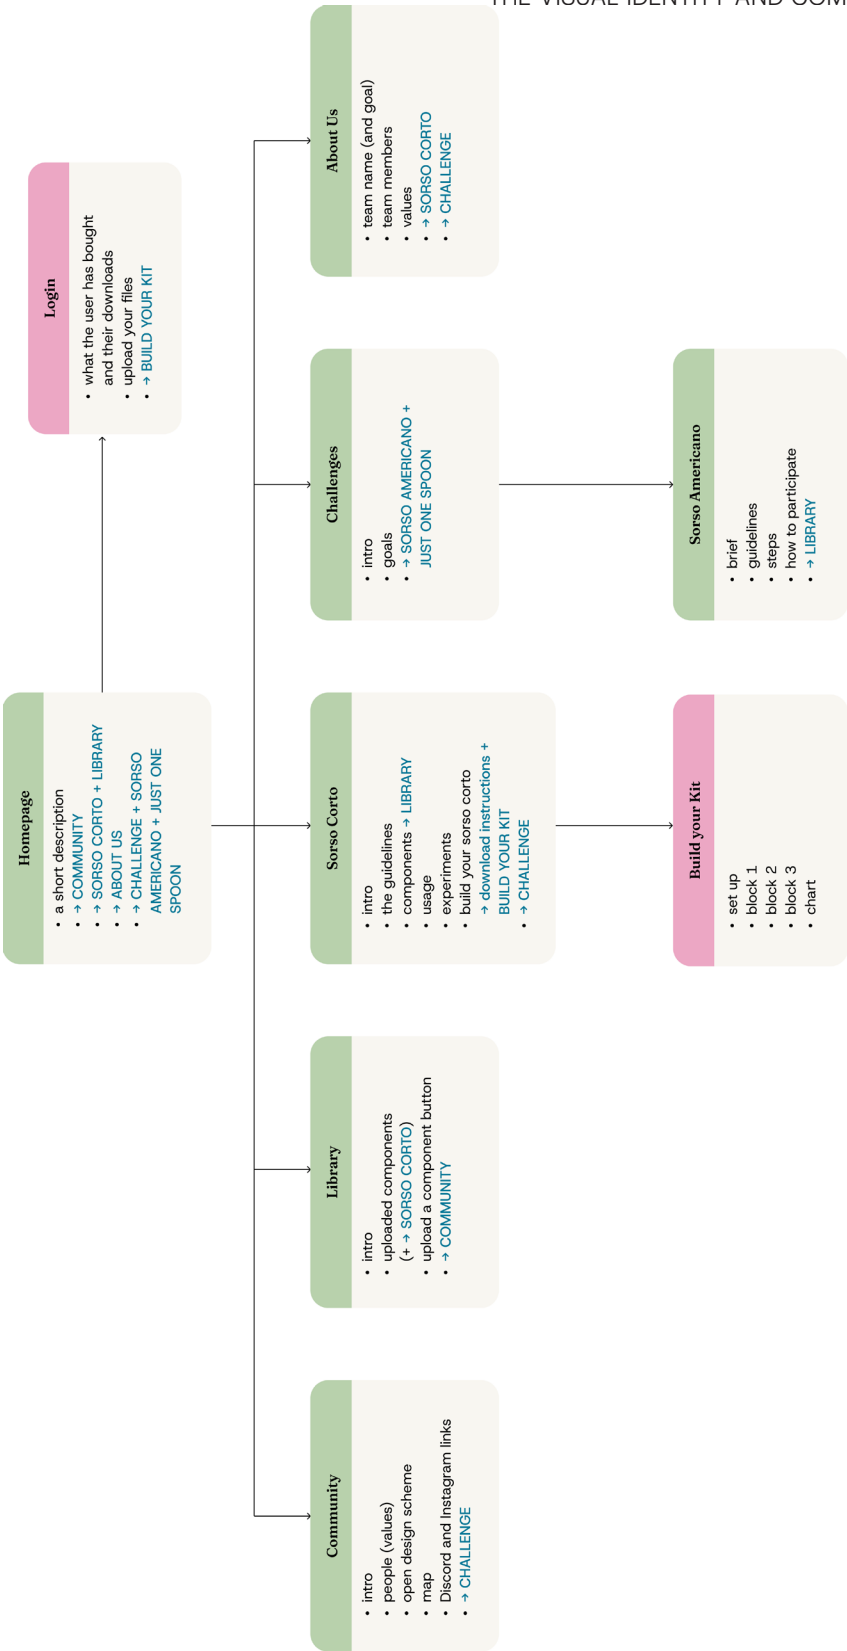 THE VISUAL IDENTITY AND COM
Homepage
• a short description
• → COMMUNITY
• → SORSO CORTO + LIBRARY
• → ABOUT US
• → CHALLENGE + SORSO
AMERICANO + JUST ONE
SPOON
Login
• what the user has bought
and their downloads
• upload your files
• → BUILD YOUR KIT
Community
• intro
• people (values)
• open design scheme
• map
• Discord and Instagram links
• → CHALLENGE
Library
• intro
• uploaded components
(+ → SORSO CORTO)
• upload a component button
• → COMMUNITY
Sorso Corto
• intro
• the guidelines
• components → LIBRARY
• usage
• experiments
• build your sorso corto
→ download instructions +
BUILD YOUR KIT
• → CHALLENGE
Challenges
• intro
• goals
• → SORSO AMERICANO +
JUST ONE SPOON
About Us
• team name (and goal)
• team members
• values
• → SORSO CORTO
• → CHALLENGE
Build your Kit
• set up
• block 1
• block 2
• block 3
• chart
Sorso Americano
• brief
• guidelines
• steps
• how to participate
• → LIBRARY